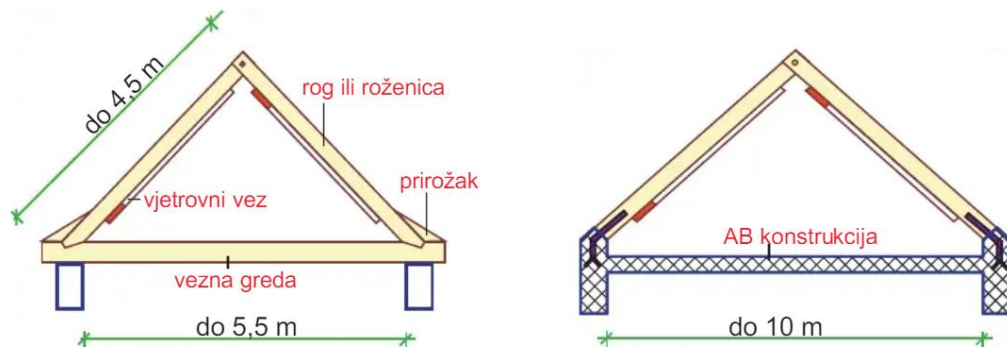 do 4,5 m
rog ili roženica
prirožak
vjetrovni vez
vezna greda
do 5,5 m
AB konstrukcija
do 10 m